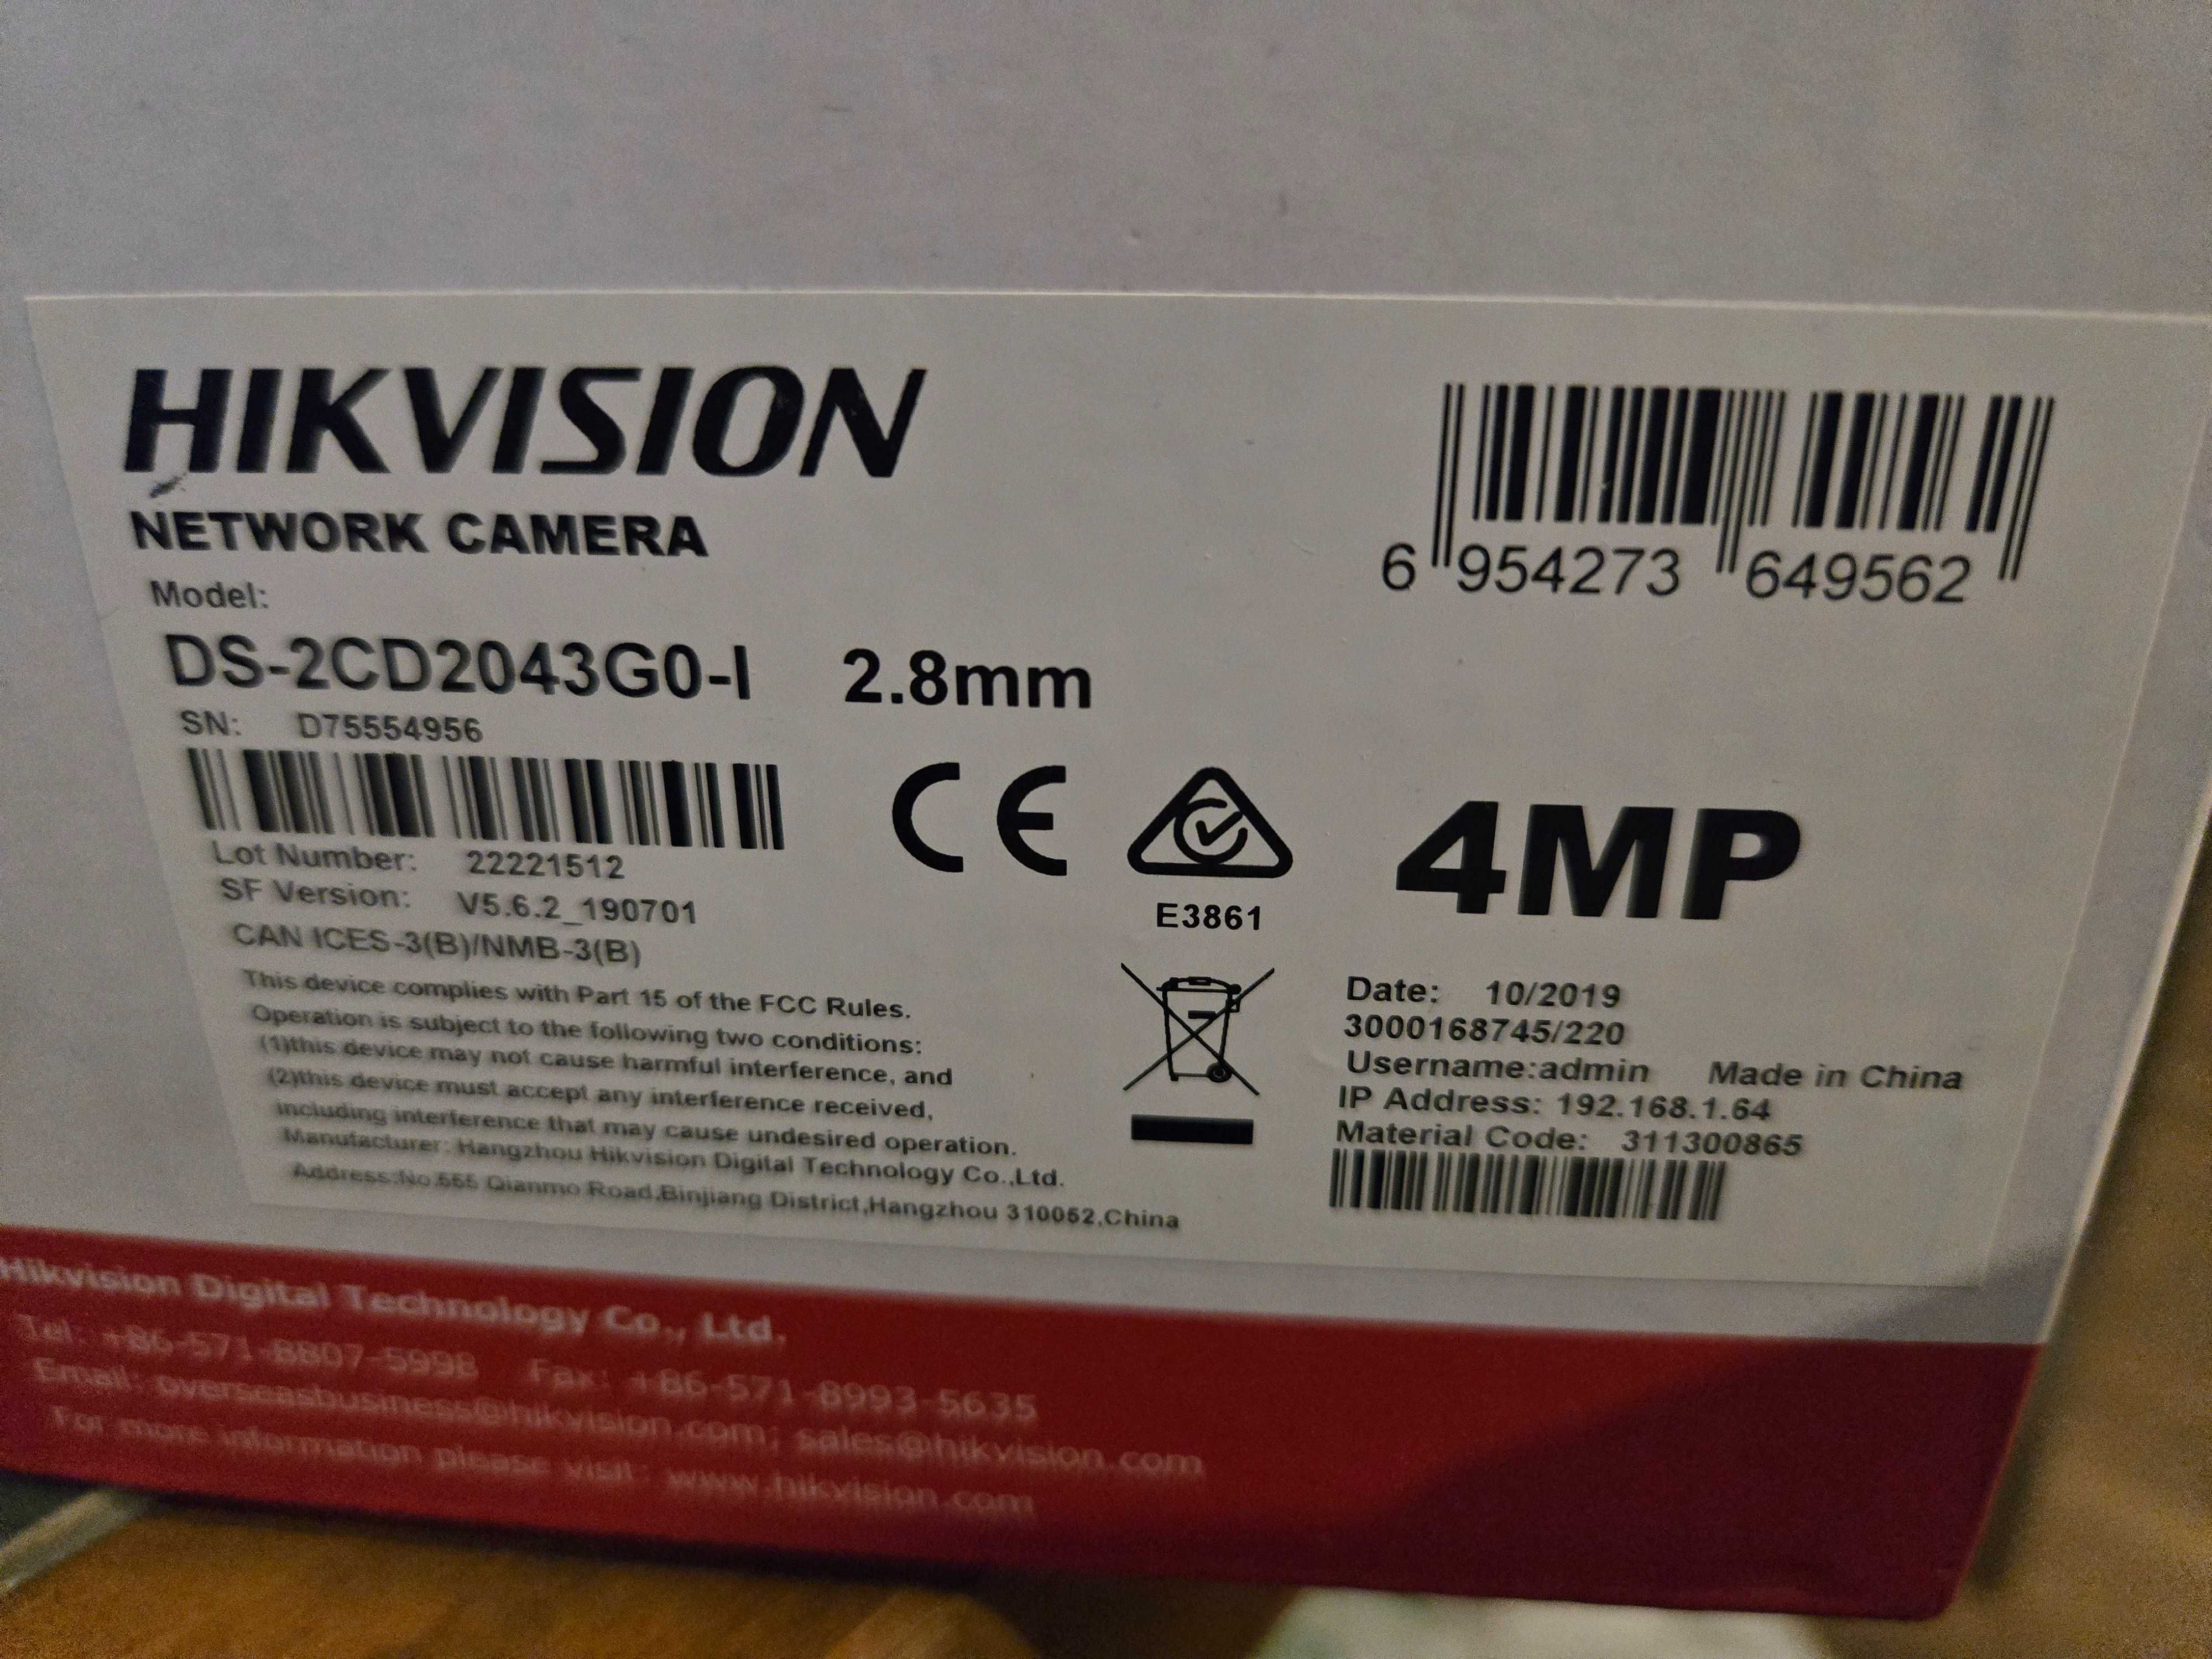 HIKVISION
NETWORK CAMERA
Model:
DS-2CD2043G0-I 2.8mm
SN: D75554956
Lot Number: 22221512
SF Version: V5.6.2_190701
CAN ICES-3(B)/NMB-3(B)
This device complies with Part 15 of the FCC Rules.
Operation is subject to the following two conditions:
(1)this device may not cause harmful interference, and
(2)this device must accept any interference received,
including interference that may cause undesired operation.
Manufacturer: Hangzhou Hikvision Digital Technology Co.,Ltd.
Address:No.555 Qianmo Road,Binjiang District,Hangzhou 310052,China
6 954273 649562
CE
E3861
4MP
Date: 10/2019
3000168745/220
Username:admin Made in China
IP Address: 192.168.1.64
Material Code: 311300865
Hikvision Digital Technology Co., Ltd.
Tel: +86-571-8807-5998 Fax: +86-571-8993-5635
Email: overseasbusiness@hikvision.com; sales@hikvision.com
For more information please visit: www.hikvision.com